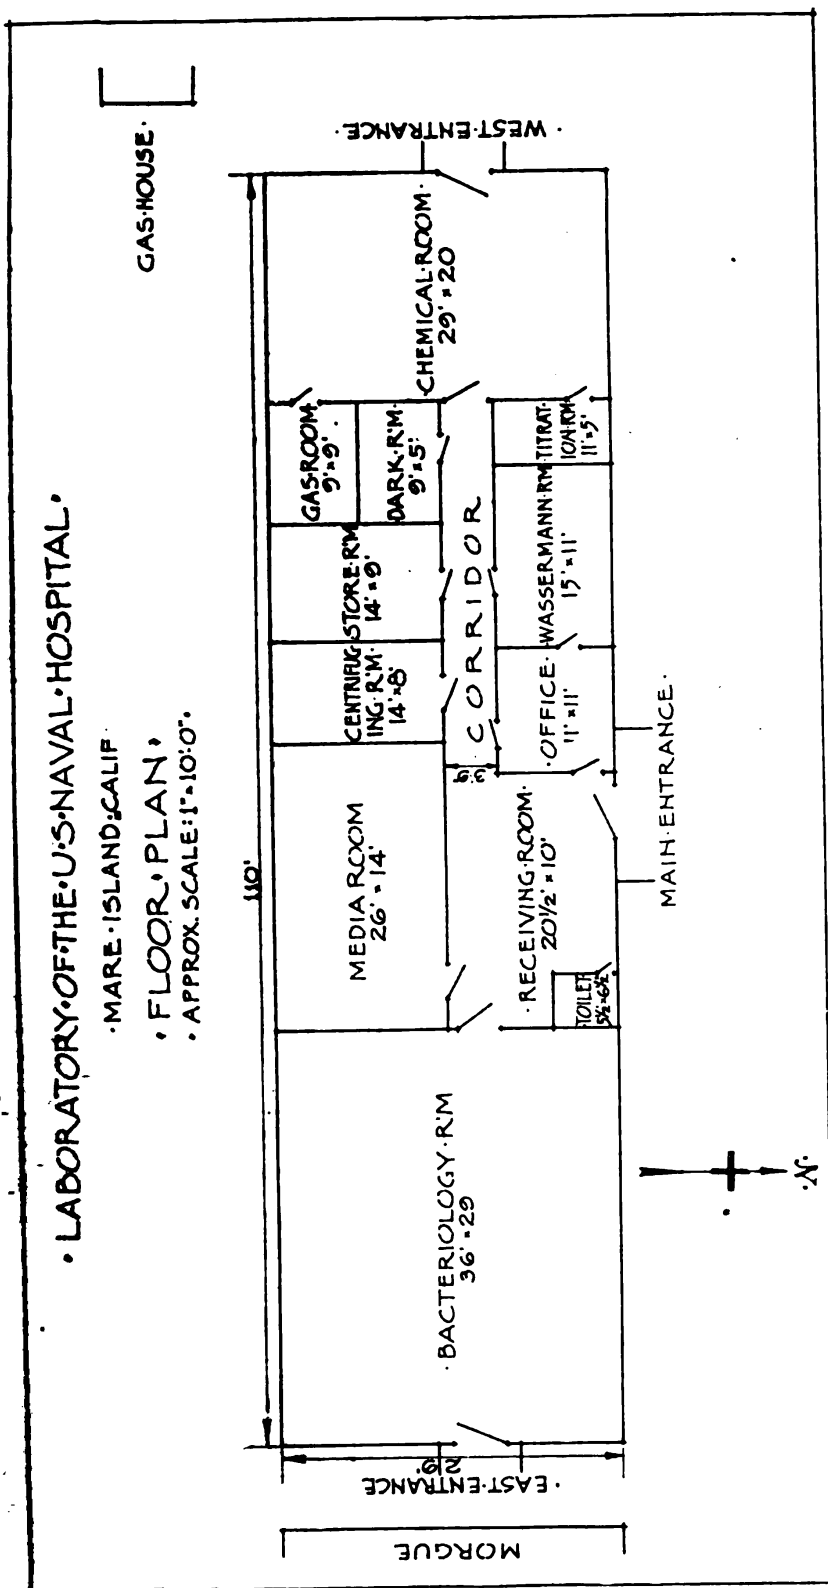 ·LABORATORY·OF·THE·U·S·NAVAL·HOSPITAL·
·MARE·ISLAND;CALIF·
·FLOOR·PLAN·
·APPROX. SCALE: 1"=10'·0"·
GAS·HOUSE·
110'
·WEST·ENTRANCE·
·CHEMICAL·ROOM·
29' × 20
GAS·ROOM
9' × 9'
DARK·R'M·
9' × 5'
STORE·R'M
14' × 9'
CENTRIFUG
ING·R'M·
14' × 8'
MEDIA ROOM
26' × 14'
CORRIDOR
3'9"
TITRAT·
ION·RM·
11' × 5'
WASSERMANN·RM·
15' × 11'
·OFFICE·
11' × 11'
·RECEIVING·ROOM·
20½' × 10'
TOILET
5½ × 6½
MAIN·ENTRANCE·
·BACTERIOLOGY·R'M
36' × 29
29'
·EAST·ENTRANCE
MORGUE
·N·